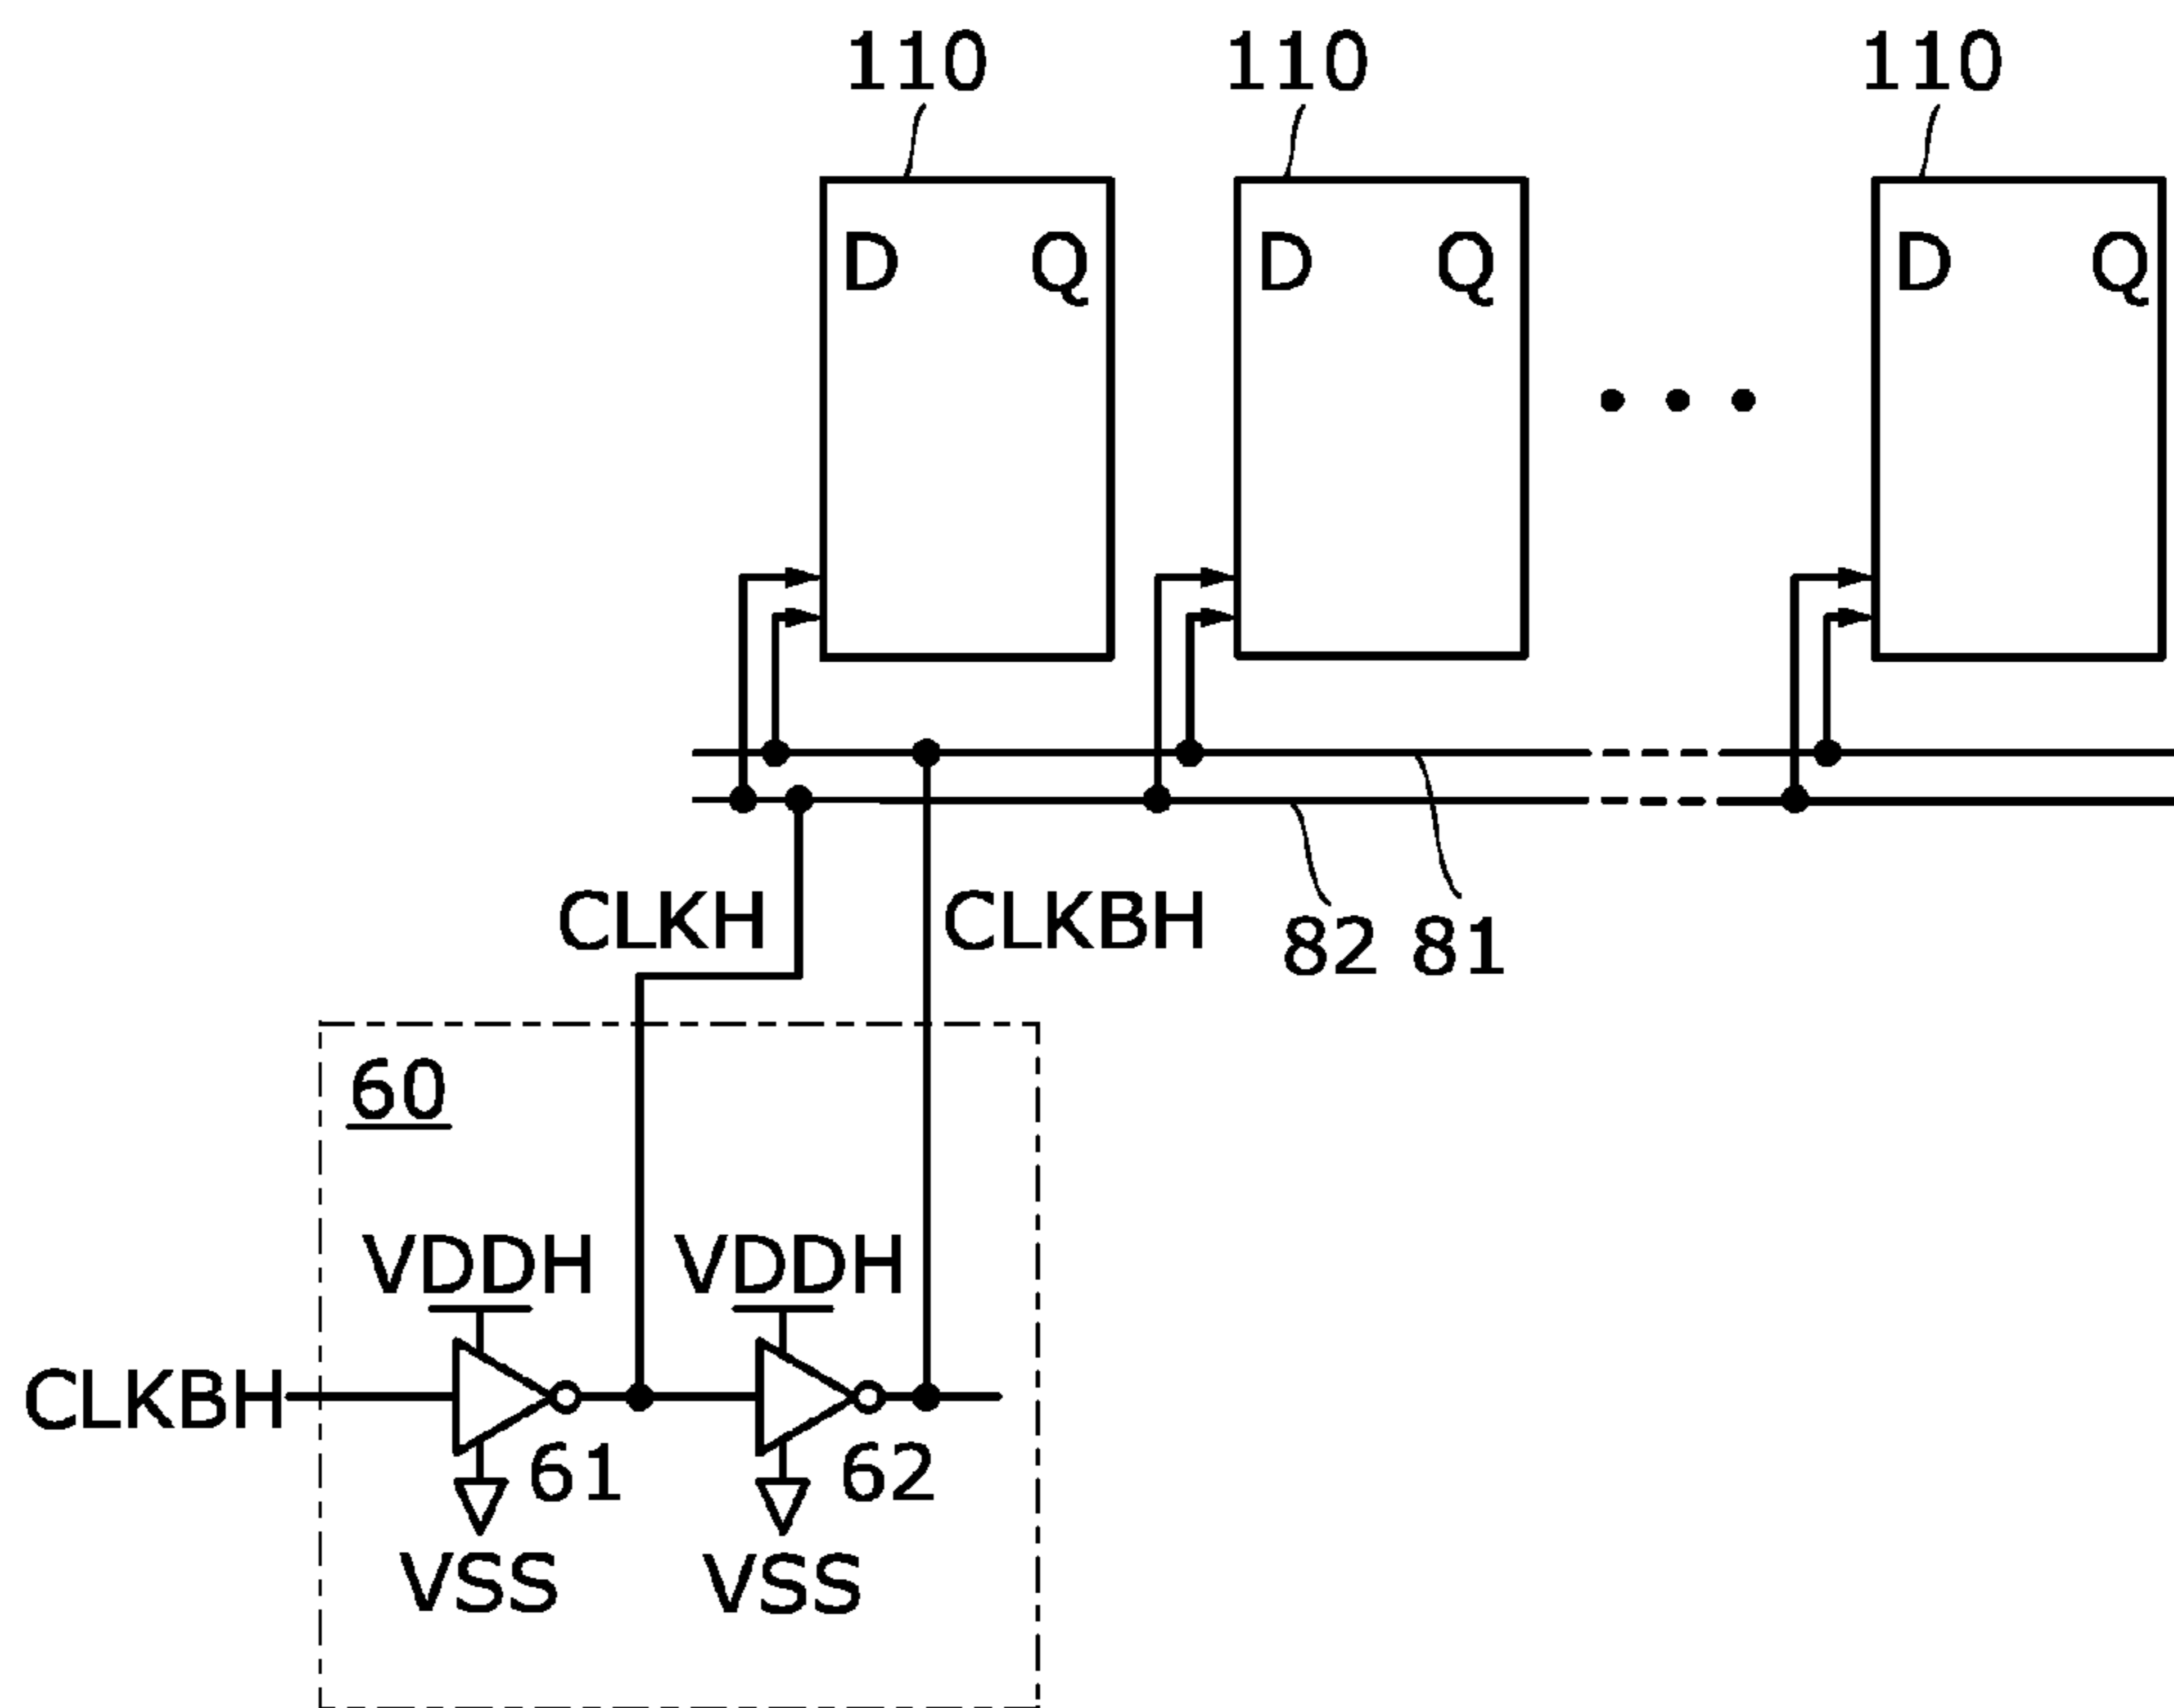 110 110 110
D Q D Q D Q
CLKH CLKBH 82 81
60
VDDH VDDH
CLKBH
61 62
VSS VSS